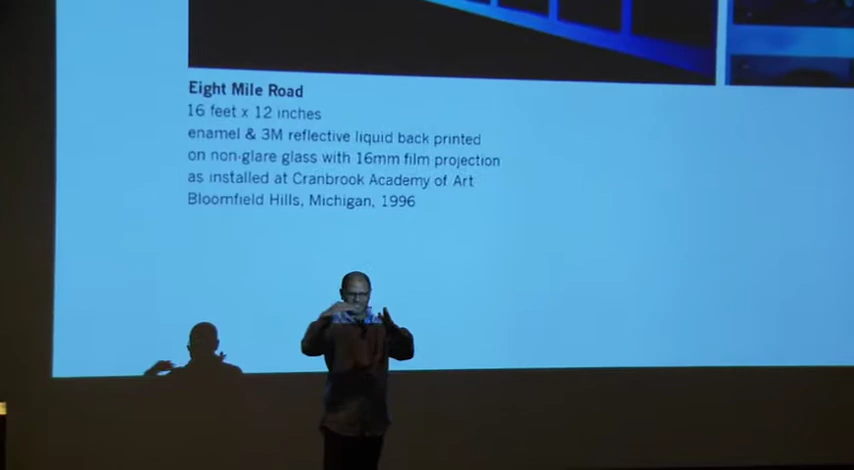 Eight Mile Road
16 feet x 12 inches
enamel & 3M reflective liquid back printed
on non-glare glass with 16mm film projection
as installed at Cranbrook Academy of Art
Bloomfield Hills, Michigan, 1996